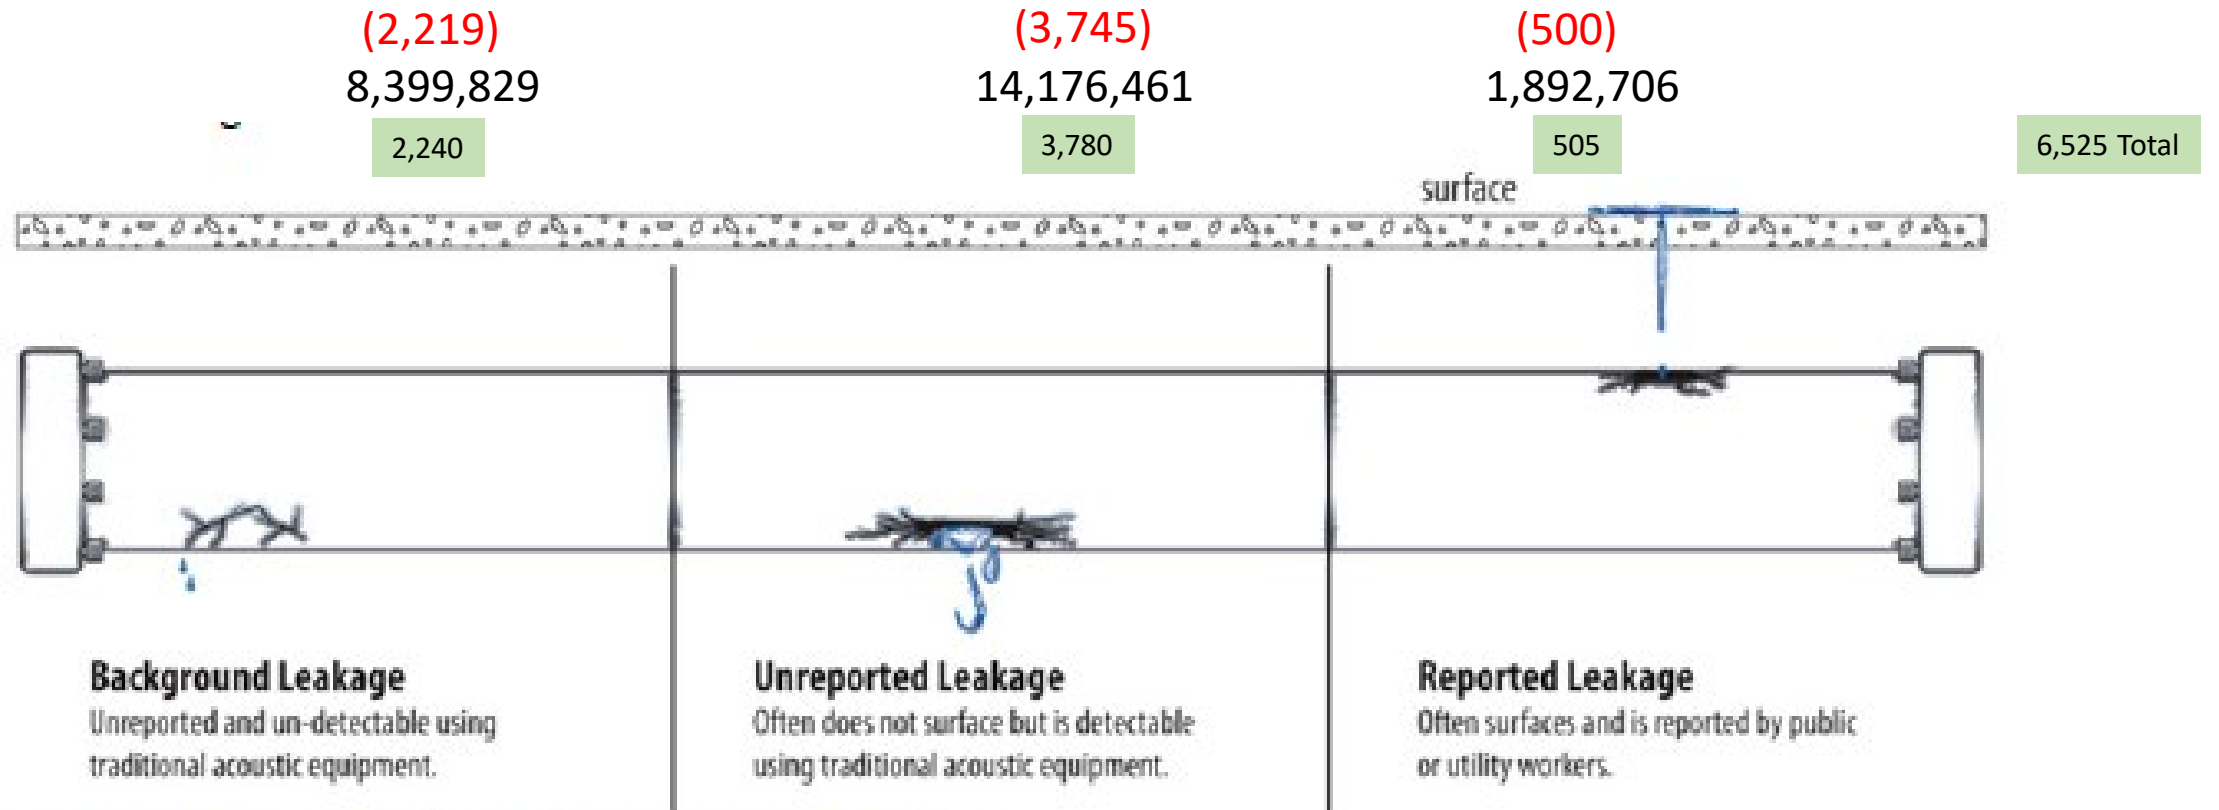 (2,219)
(3,745)
(500)
8,399,829
14,176,461
1,892,706
2,240
3,780
505
6,525 Total
surface
Background Leakage
Unreported and un-detectable using
traditional acoustic equipment.
Unreported Leakage
Often does not surface but is detectable
using traditional acoustic equipment.
Reported Leakage
Often surfaces and is reported by public
or utility workers.